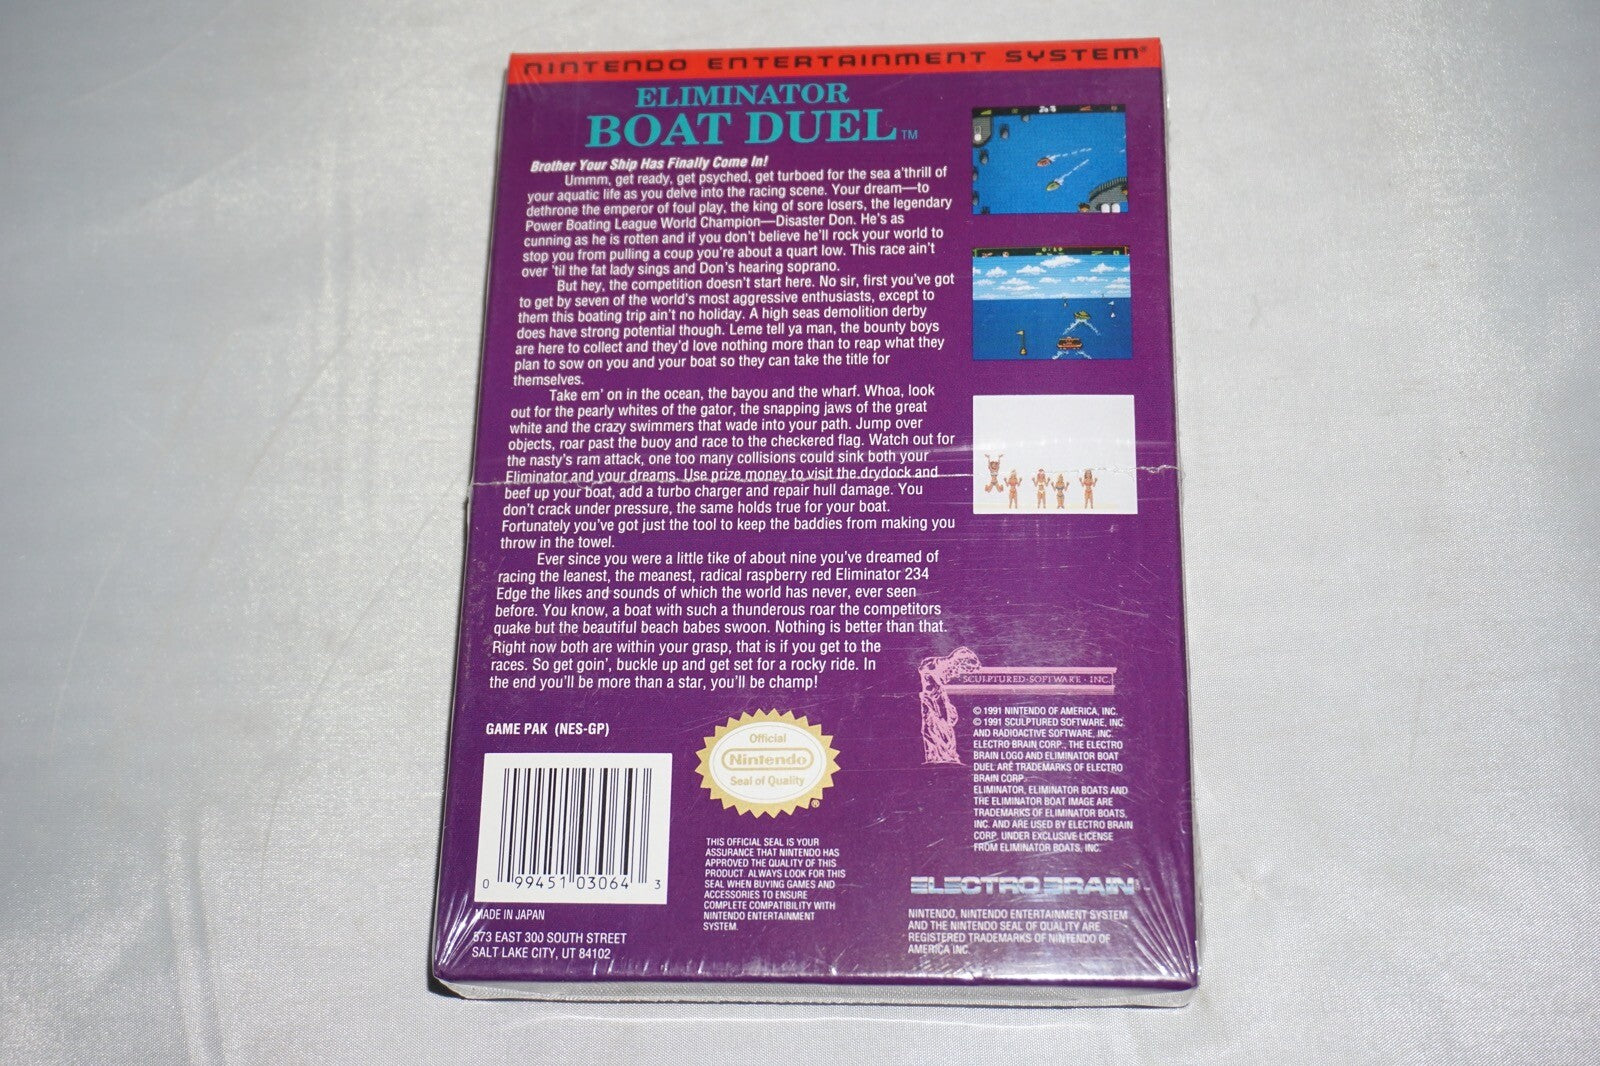 NINTENDO ENTERTAINMENT SYSTEM®
ELIMINATOR
BOAT DUEL™
Brother Your Ship Has Finally Come In!
Ummm, get ready, get psyched, get turboed for the sea a'thrill of
your aquatic life as you delve into the racing scene. Your dream—to
dethrone the emperor of foul play, the king of sore losers, the legendary
Power Boating League World Champion—Disaster Don. He's as
cunning as he is rotten and if you don't believe he'll rock your world to
stop you from pulling a coup you're about a quart low. This race ain't
over 'til the fat lady sings and Don's hearing soprano.
But hey, the competition doesn't start here. No sir, first you've got
to get by seven of the world's most aggressive enthusiasts, except to
them this boating trip ain't no holiday. A high seas demolition derby
does have strong potential though. Leme tell ya man, the bounty boys
are here to collect and they'd love nothing more than to reap what they
plan to sow on you and your boat so they can take the title for
themselves.
Take em' on in the ocean, the bayou and the wharf. Whoa, look
out for the pearly whites of the gator, the snapping jaws of the great
white and the crazy swimmers that wade into your path. Jump over
objects, roar past the buoy and race to the checkered flag. Watch out for
the nasty's ram attack, one too many collisions could sink both your
Eliminator and your dreams. Use prize money to visit the drydock and
beef up your boat, add a turbo charger and repair hull damage. You
don't crack under pressure, the same holds true for your boat.
Fortunately you've got just the tool to keep the baddies from making you
throw in the towel.
Ever since you were a little tike of about nine you've dreamed of
racing the leanest, the meanest, radical raspberry red Eliminator 234
Edge the likes and sounds of which the world has never, ever seen
before. You know, a boat with such a thunderous roar the competitors
quake but the beautiful beach babes swoon. Nothing is better than that.
Right now both are within your grasp, that is if you get to the
races. So get goin', buckle up and get set for a rocky ride. In
the end you'll be more than a star, you'll be champ!
GAME PAK (NES-GP)
0 99451 03064 3
MADE IN JAPAN
573 EAST 300 SOUTH STREET
SALT LAKE CITY, UT 84102
Official
Nintendo
Seal of Quality
®
THIS OFFICIAL SEAL IS YOUR
ASSURANCE THAT NINTENDO HAS
APPROVED THE QUALITY OF THIS
PRODUCT. ALWAYS LOOK FOR THIS
SEAL WHEN BUYING GAMES AND
ACCESSORIES TO ENSURE
COMPLETE COMPATIBILITY WITH
NINTENDO ENTERTAINMENT
SYSTEM.
SCULPTURED·SOFTWARE·INC.
© 1991 NINTENDO OF AMERICA, INC.
© 1991 SCULPTURED SOFTWARE, INC
AND RADIOACTIVE SOFTWARE, INC.
ELECTRO BRAIN CORP., THE ELECTRO
BRAIN LOGO AND ELIMINATOR BOAT
DUEL ARE TRADEMARKS OF ELECTRO
BRAIN CORP.
ELIMINATOR, ELIMINATOR BOATS AND
THE ELIMINATOR BOAT IMAGE ARE
TRADEMARKS OF ELIMINATOR BOATS,
INC. AND ARE USED BY ELECTRO BRAIN
CORP. UNDER EXCLUSIVE LICENSE
FROM ELIMINATOR BOATS, INC.
ELECTRO BRAIN
NINTENDO, NINTENDO ENTERTAINMENT SYSTEM
AND THE NINTENDO SEAL OF QUALITY ARE
REGISTERED TRADEMARKS OF NINTENDO OF
AMERICA INC.